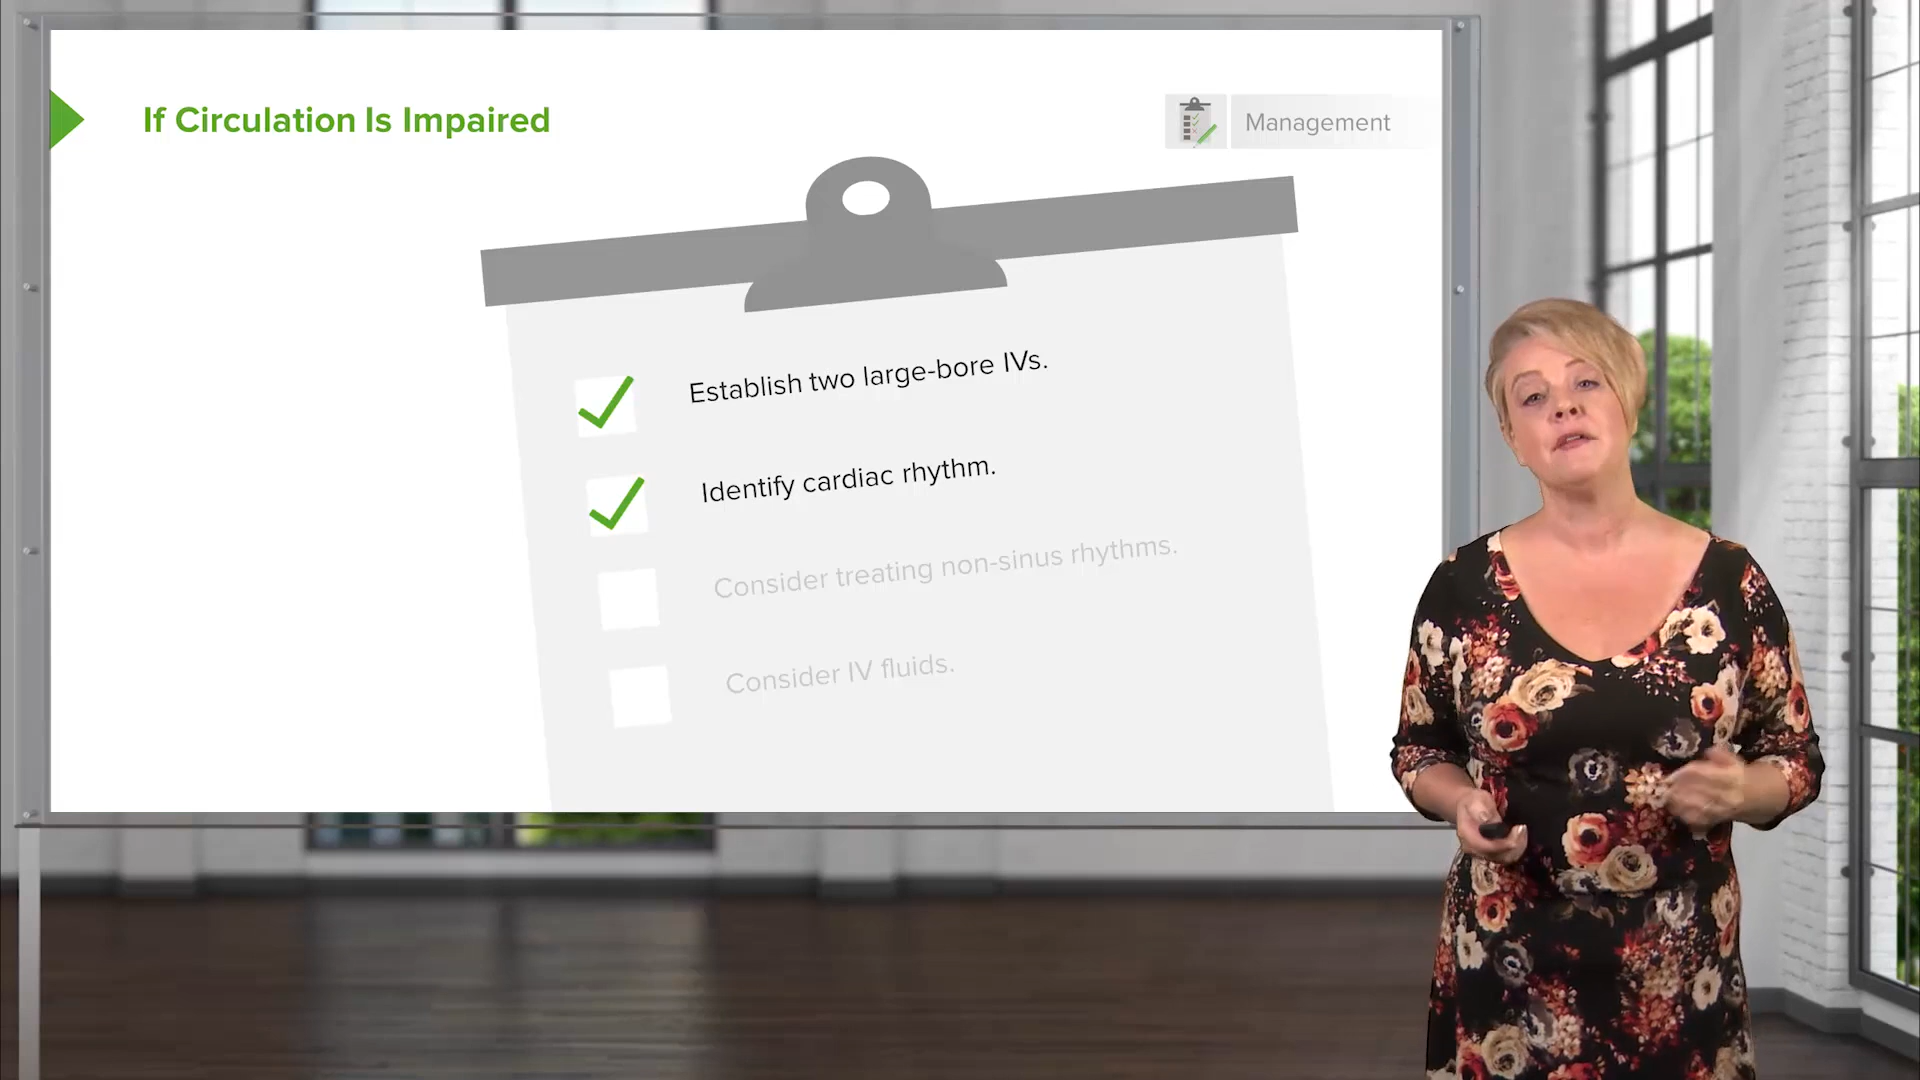 If Circulation Is Impaired
Management
Establish two large-bore IVs.
Identify cardiac rhythm.
Consider treating non-sinus rhythms.
Consider IV fluids.